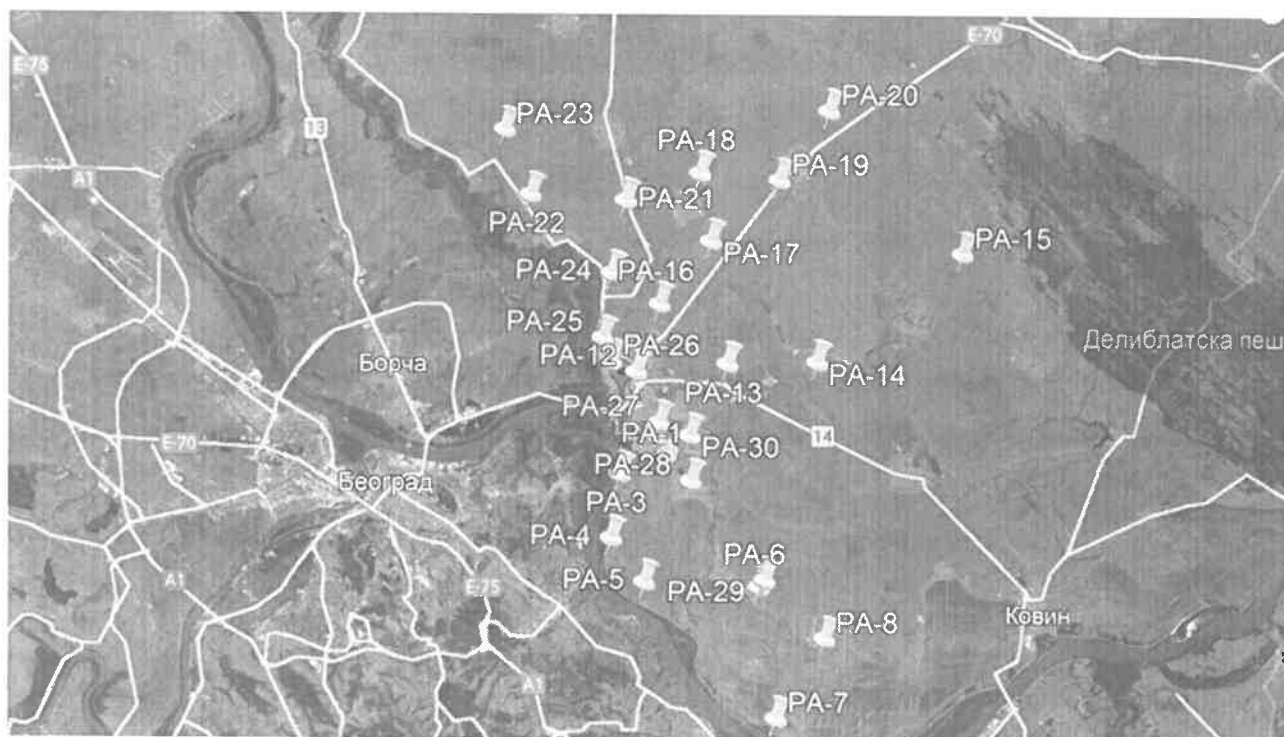 E-75
E-70
PA-20
PA-23
13
PA-18
A1
PA-19
PA-21
PA-22
PA-17
PA-15
PA-24
PA-16
PA-25
PA-26
PA-12
Борча
Делиблатска пеш
PA-14
PA-13
PA-27
PA-1
PA-30
14
E-70
PA-28
Београд
PA-3
PA-4
PA-6
A1
E-75
PA-5
PA-29
Ковин
PA-8
A1
PA-7